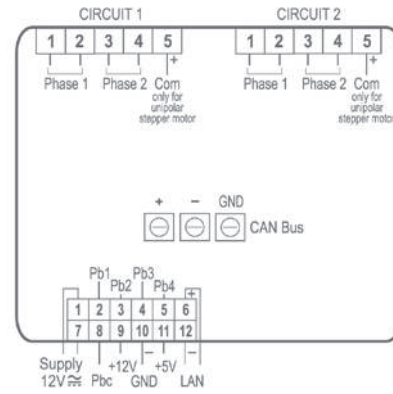 CIRCUIT 1 CIRCUIT 2
1 2 3 4 5 1 2 3 4 5
+ +
Phase 1 Phase 2 Com Phase 1 Phase 2 Com
only for only for
unipolar unipolar
stepper motor stepper motor
+ − GND
CAN Bus
Pb1 Pb3
Pb2 Pb4 +
1 2 3 4 5 6
7 8 9 10 11 12
Supply +12V − +5V −
12V ≂ Pbc GND LAN